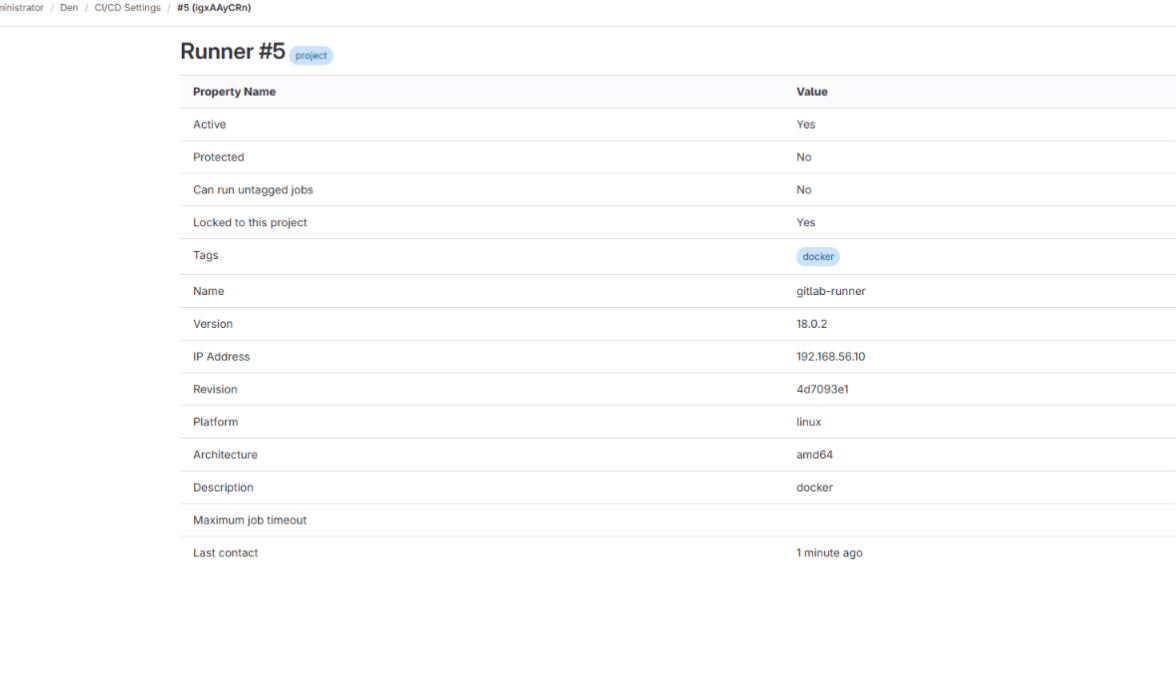 ministrator / Den / CI/CD Settings / #5 (igxAAyCRn)
Runner #5 project
Property Name Value
Active Yes
Protected No
Can run untagged jobs No
Locked to this project Yes
Tags docker
Name gitlab-runner
Version 18.0.2
IP Address 192.168.56.10
Revision 4d7093e1
Platform linux
Architecture amd64
Description docker
Maximum job timeout
Last contact 1 minute ago